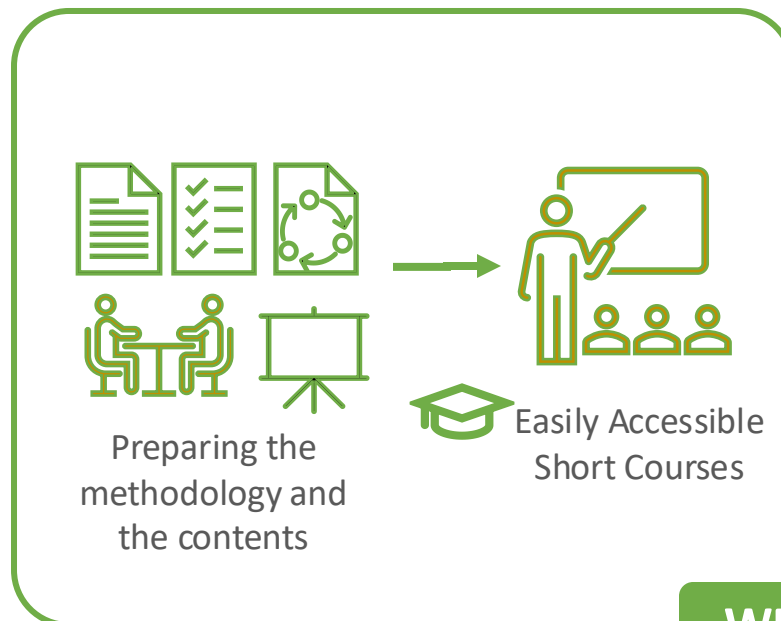 Preparing the
methodology and
the contents
Easily Accessible
Short Courses